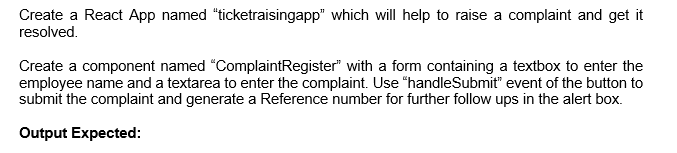 Create a React App named “ticketraisingapp” which will help to raise a complaint and get it
resolved.
Create a component named “ComplaintRegister” with a form containing a textbox to enter the
employee name and a textarea to enter the complaint. Use “handleSubmit” event of the button to
submit the complaint and generate a Reference number for further follow ups in the alert box.
Output Expected: